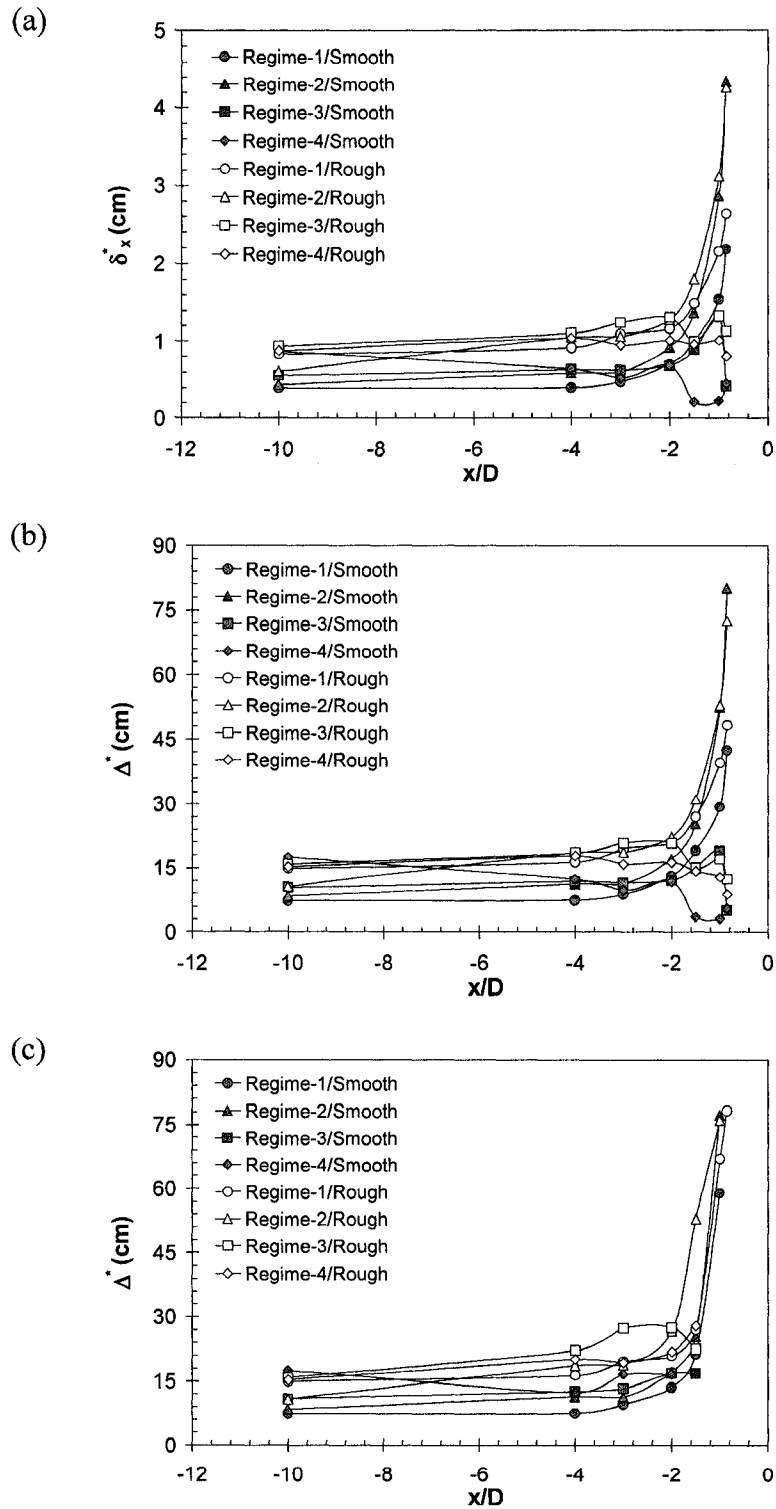 (a)
5
4
3
2
1
0
δ*x (cm)
Regime-1/Smooth
Regime-2/Smooth
Regime-3/Smooth
Regime-4/Smooth
Regime-1/Rough
Regime-2/Rough
Regime-3/Rough
Regime-4/Rough
-12 -10 -8 -6 -4 -2 0
x/D
(b)
90
75
60
45
30
15
0
Δ* (cm)
Regime-1/Smooth
Regime-2/Smooth
Regime-3/Smooth
Regime-4/Smooth
Regime-1/Rough
Regime-2/Rough
Regime-3/Rough
Regime-4/Rough
-12 -10 -8 -6 -4 -2 0
x/D
(c)
90
75
60
45
30
15
0
Δ* (cm)
Regime-1/Smooth
Regime-2/Smooth
Regime-3/Smooth
Regime-4/Smooth
Regime-1/Rough
Regime-2/Rough
Regime-3/Rough
Regime-4/Rough
-12 -10 -8 -6 -4 -2 0
x/D